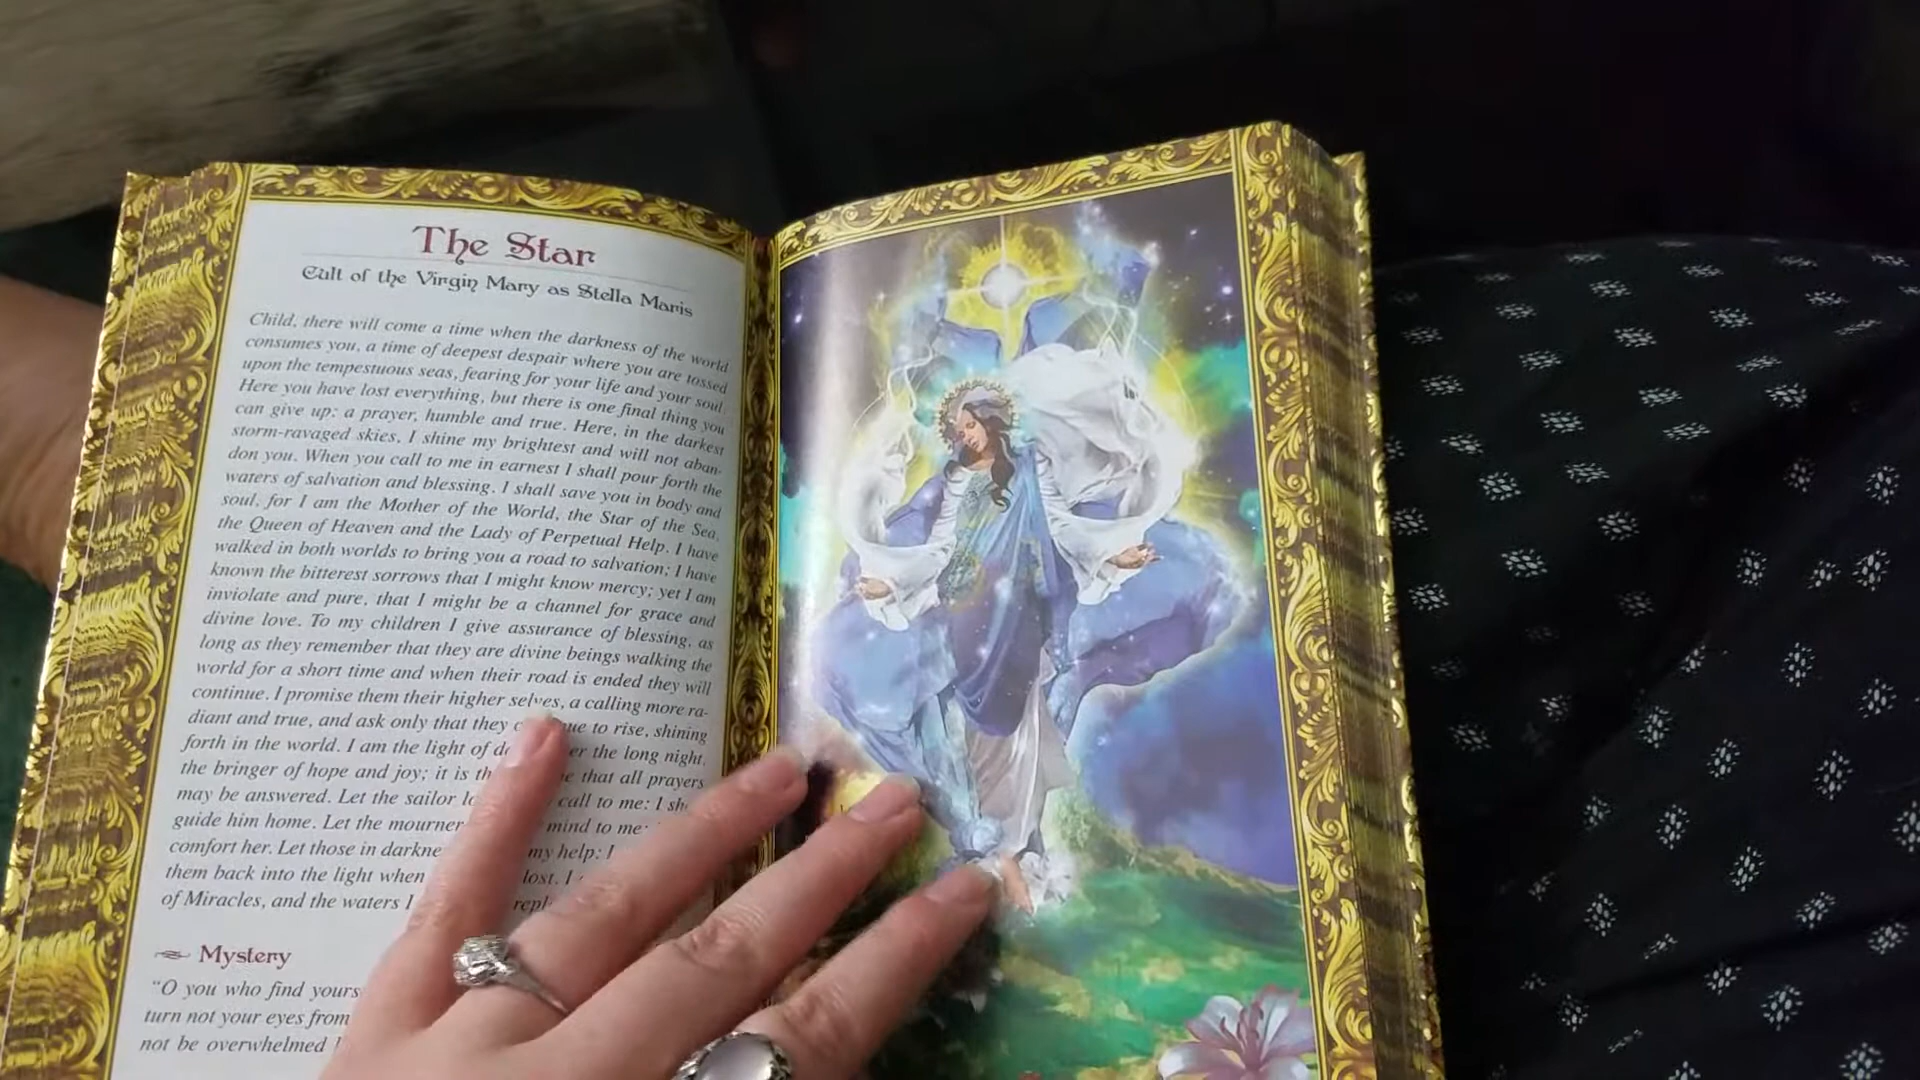 The Star
Cult of the Virgin Mary as Stella Maris
Child, there will come a time when the darkness of the world
consumes you, a time of deepest despair where you are tossed
upon the tempestuous seas, fearing for your life and your soul.
Here you have lost everything, but there is one final thing you
can give up: a prayer, humble and true. Here, in the darkest
storm-ravaged skies, I shine my brightest and will not aban-
don you. When you call to me in earnest I shall pour forth the
waters of salvation and blessing. I shall save you in body and
soul, for I am the Mother of the World, the Star of the Sea,
the Queen of Heaven and the Lady of Perpetual Help. I have
walked in both worlds to bring you a road to salvation; I have
known the bitterest sorrows that I might know mercy; yet I am
inviolate and pure, that I might be a channel for grace and
divine love. To my children I give assurance of blessing, as
long as they remember that they are divine beings walking the
world for a short time and when their road is ended they will
continue. I promise them their higher selves, a calling more ra-
diant and true, and ask only that they to rise, shining
forth in the world. I am the light of the long night,
the bringer of hope and joy; it is that all prayers
may be answered. Let the sailor call to me: I
guide him home. Let the mourner mind to me:
comfort her. Let those in my help: I
them back into the light when lost. I
of Miracles, and the waters I
Mystery
"O you who find
turn not your eyes from
not be overwhelmed